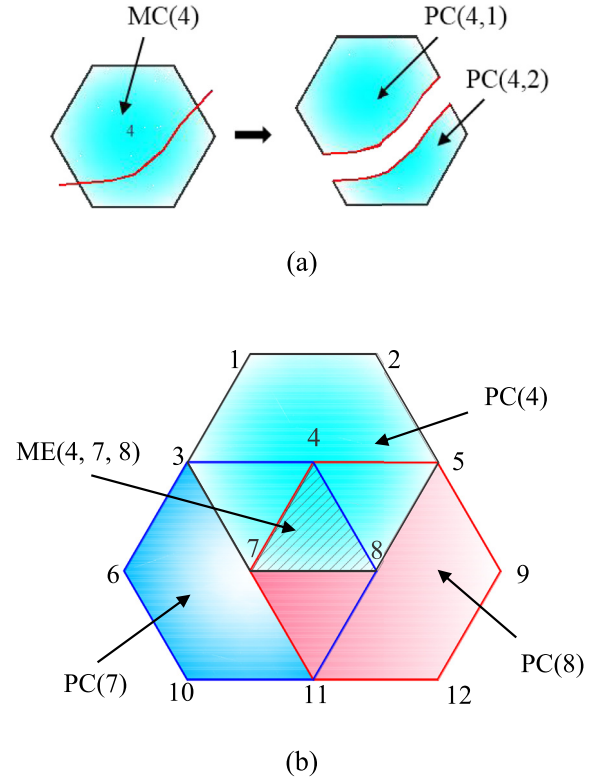 MC(4)
PC(4,1)
PC(4,2)
4
(a)
1
2
PC(4)
ME(4, 7, 8)
3
4
5
7
8
6
9
PC(7)
PC(8)
10
11
12
(b)